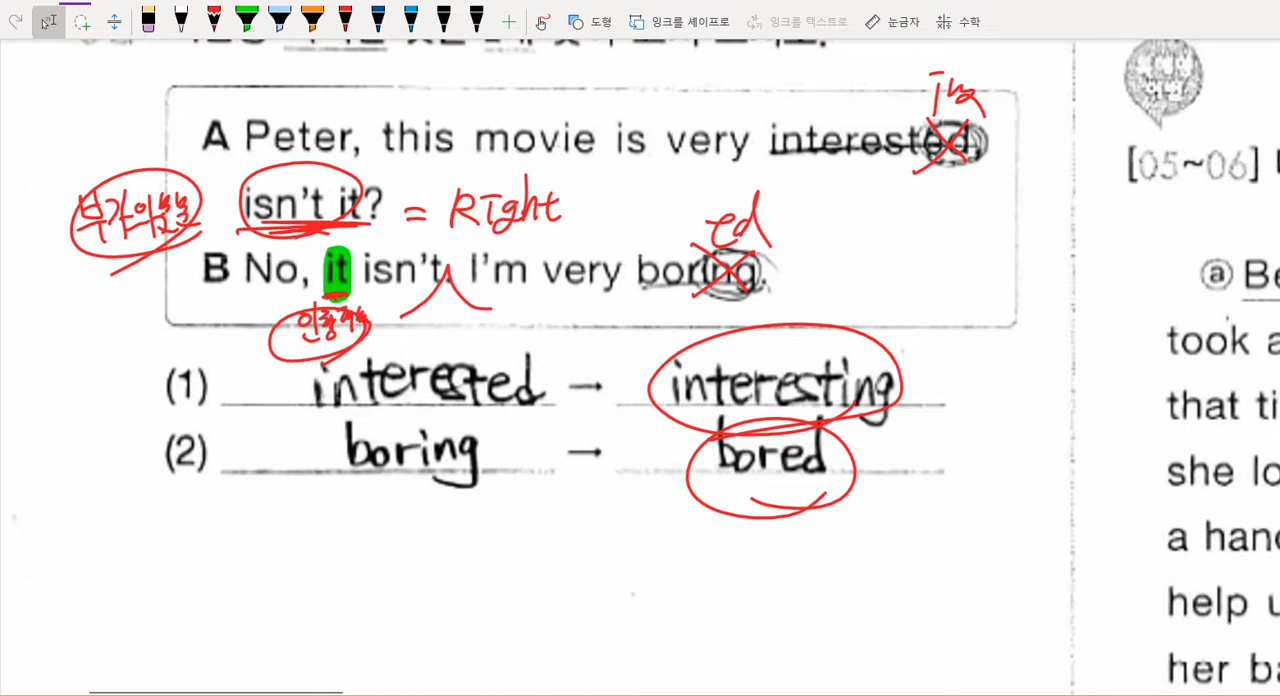 도형
잉크를 셰이프로
잉크를 텍스트로
눈금자
수학
ing
A Peter, this movie is very interested,
부가의문문 isn't it? = Right
ed
B No, it isn't. I'm very boring.
(1) interested → interesting
(2) boring → bored
[05~06]
ⓐ Be
took a
that ti
she lo
a hand
help u
her ba